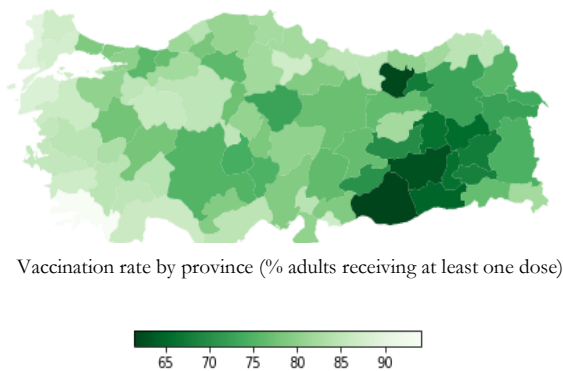 Vaccination rate by province (% adults receiving at least one dose)
65 70 75 80 85 90